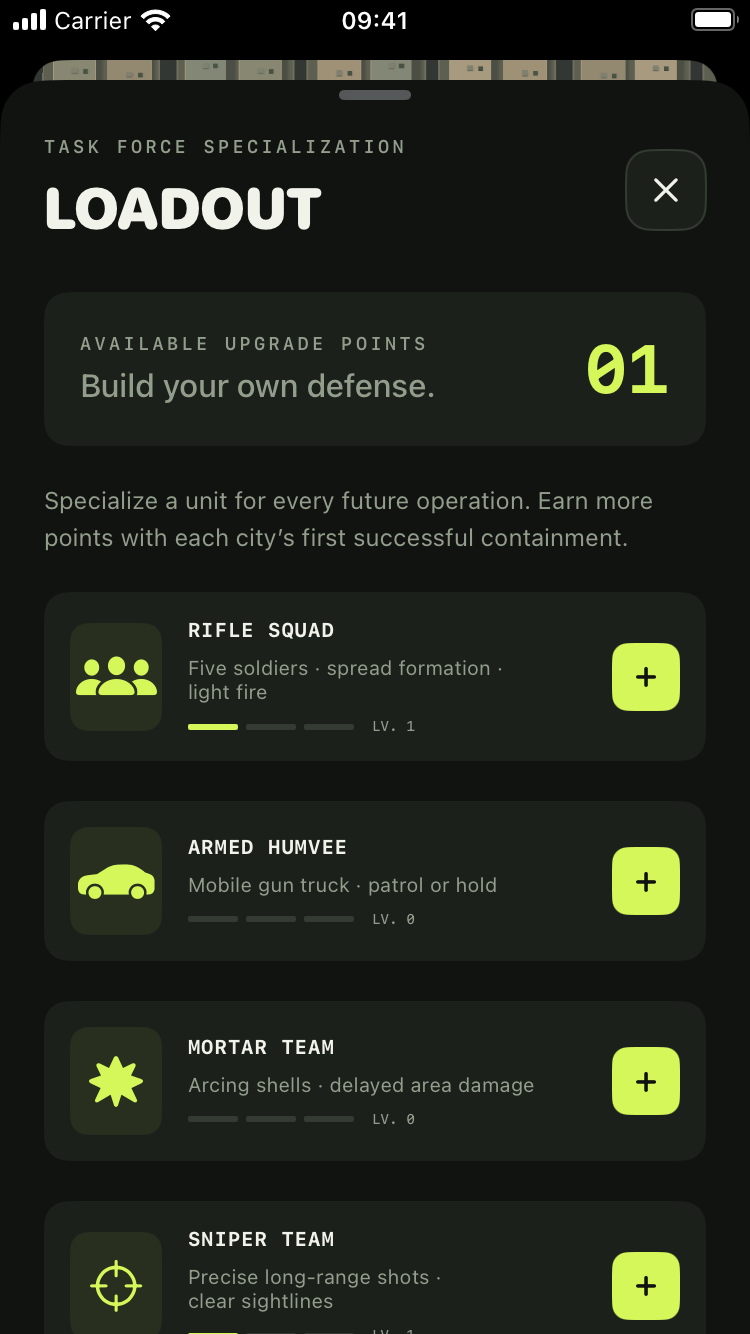 Carrier
09:41
TASK FORCE SPECIALIZATION
LOADOUT
AVAILABLE UPGRADE POINTS
Build your own defense.
01
Specialize a unit for every future operation. Earn more
points with each city’s first successful containment.
RIFLE SQUAD
Five soldiers · spread formation ·
light fire
LV. 1
ARMED HUMVEE
Mobile gun truck · patrol or hold
LV. 0
MORTAR TEAM
Arcing shells · delayed area damage
LV. 0
SNIPER TEAM
Precise long-range shots ·
clear sightlines